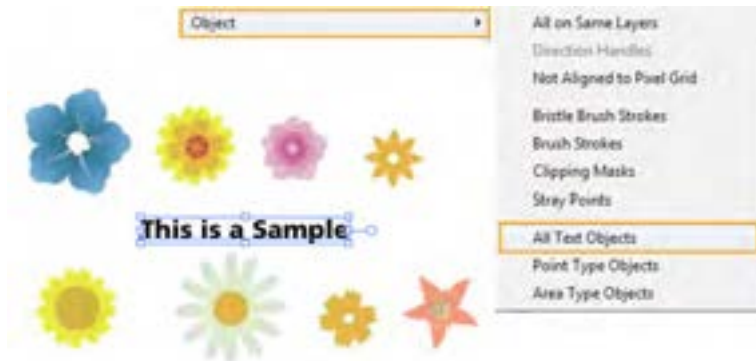 Object
All on Same Layers
Direction Handles
Not Aligned to Pixel Grid
Bristle Brush Strokes
Brush Strokes
Clipping Masks
Stray Points
This is a Sample
All Text Objects
Point Type Objects
Area Type Objects